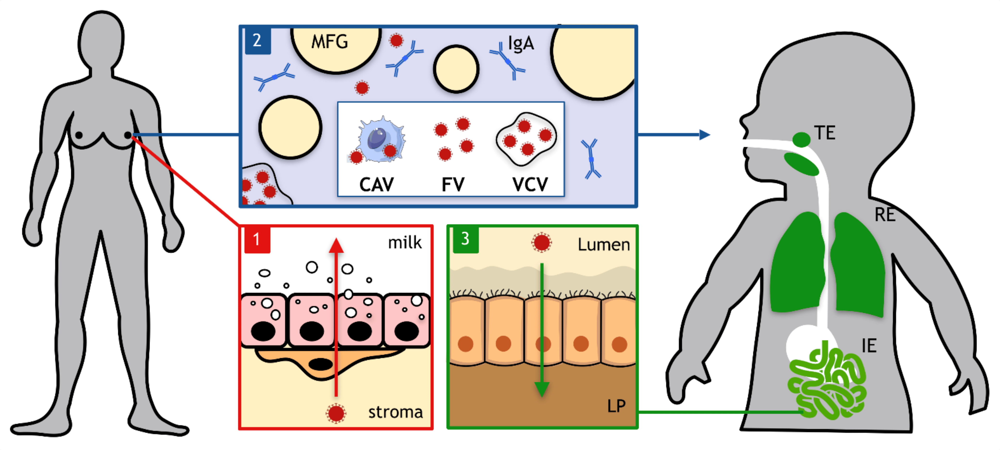 2
MFG
IgA
CAV
FV
VCV
1
milk
stroma
3
Lumen
LP
TE
RE
IE